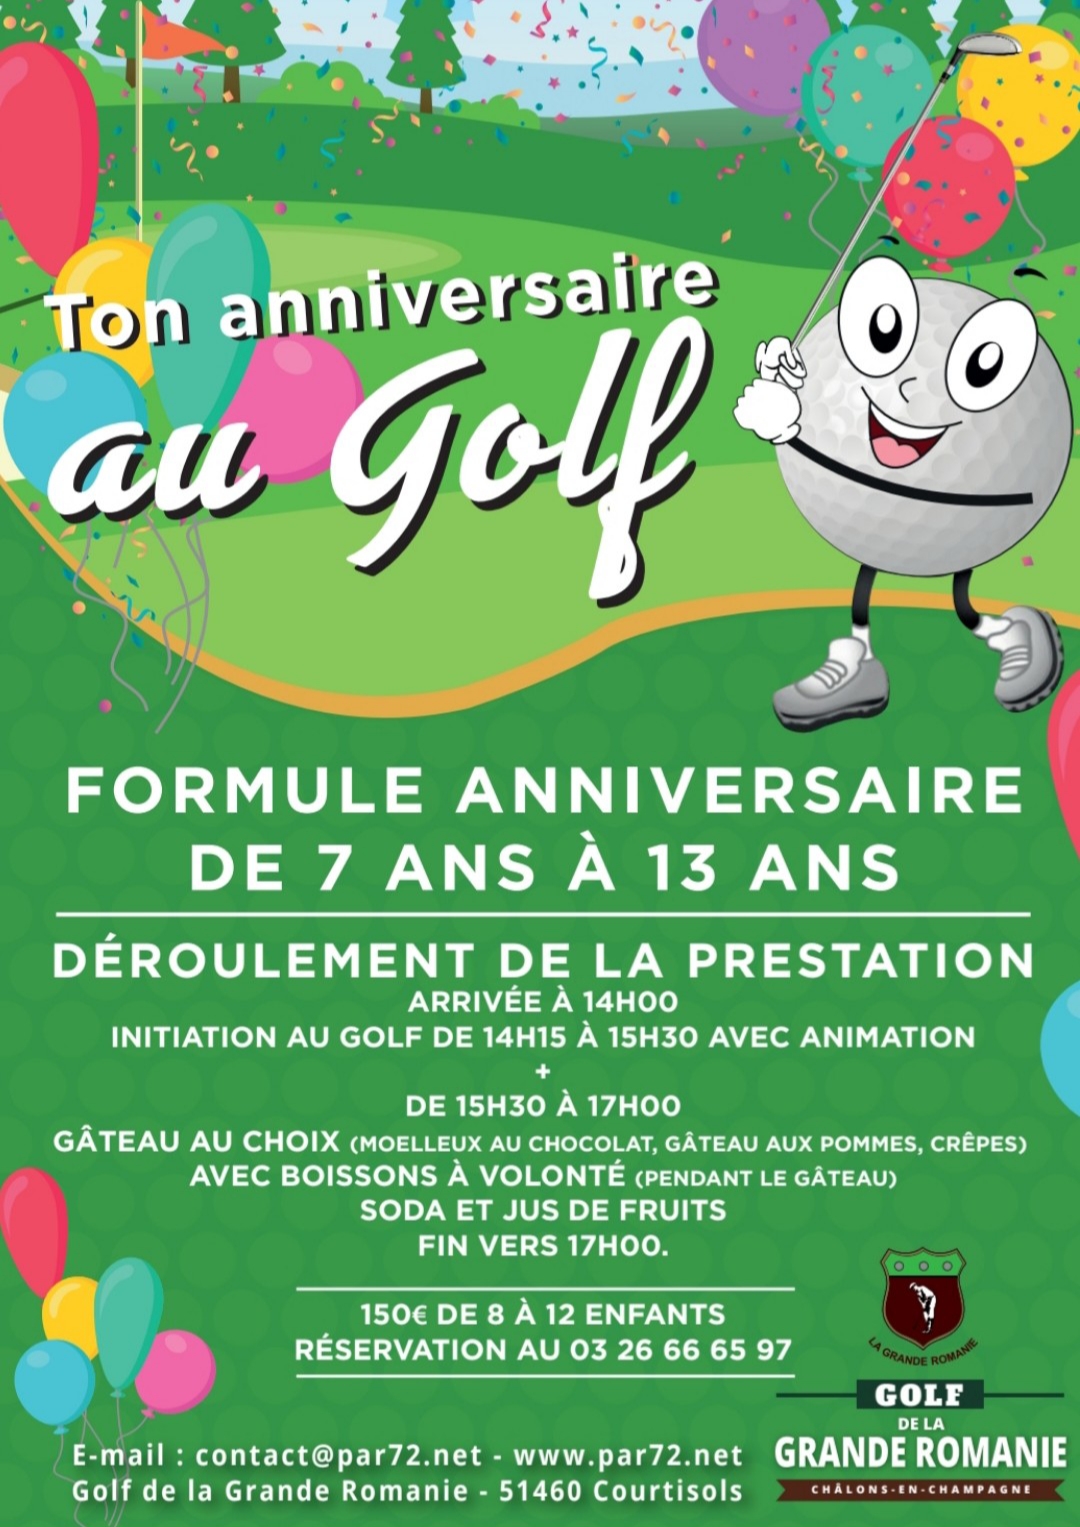 Ton anniversaire
au Golf
FORMULE ANNIVERSAIRE
DE 7 ANS À 13 ANS
DÉROULEMENT DE LA PRESTATION
ARRIVÉE À 14H00
INITIATION AU GOLF DE 14H15 À 15H30 AVEC ANIMATION
+
DE 15H30 À 17H00
GÂTEAU AU CHOIX (MOELLEUX AU CHOCOLAT, GÂTEAU AUX POMMES, CRÊPES)
AVEC BOISSONS À VOLONTÉ (PENDANT LE GÂTEAU)
SODA ET JUS DE FRUITS
FIN VERS 17H00.
150€ DE 8 À 12 ENFANTS
RÉSERVATION AU 03 26 66 65 97
E-mail : contact@par72.net - www.par72.net
Golf de la Grande Romanie - 51460 Courtisols
LA GRANDE ROMANIE
GOLF
DE LA
GRANDE ROMANIE
CHÂLONS-EN-CHAMPAGNE